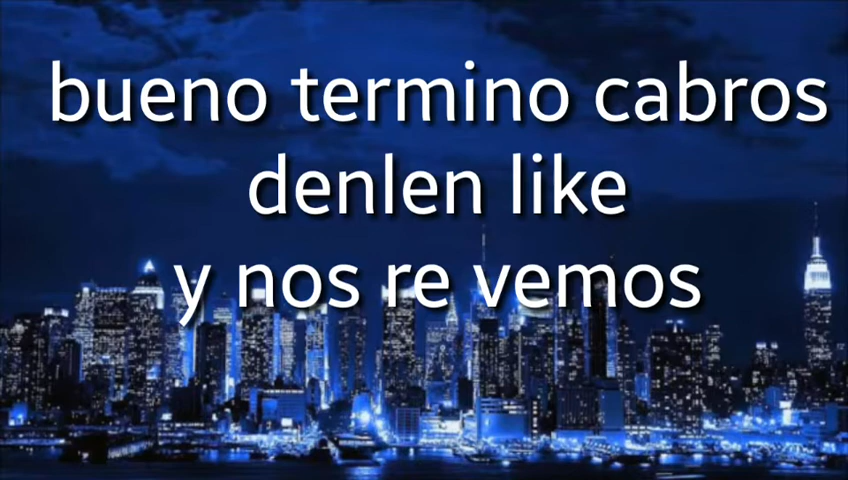 bueno termino cabros
denlen like
y nos re vemos